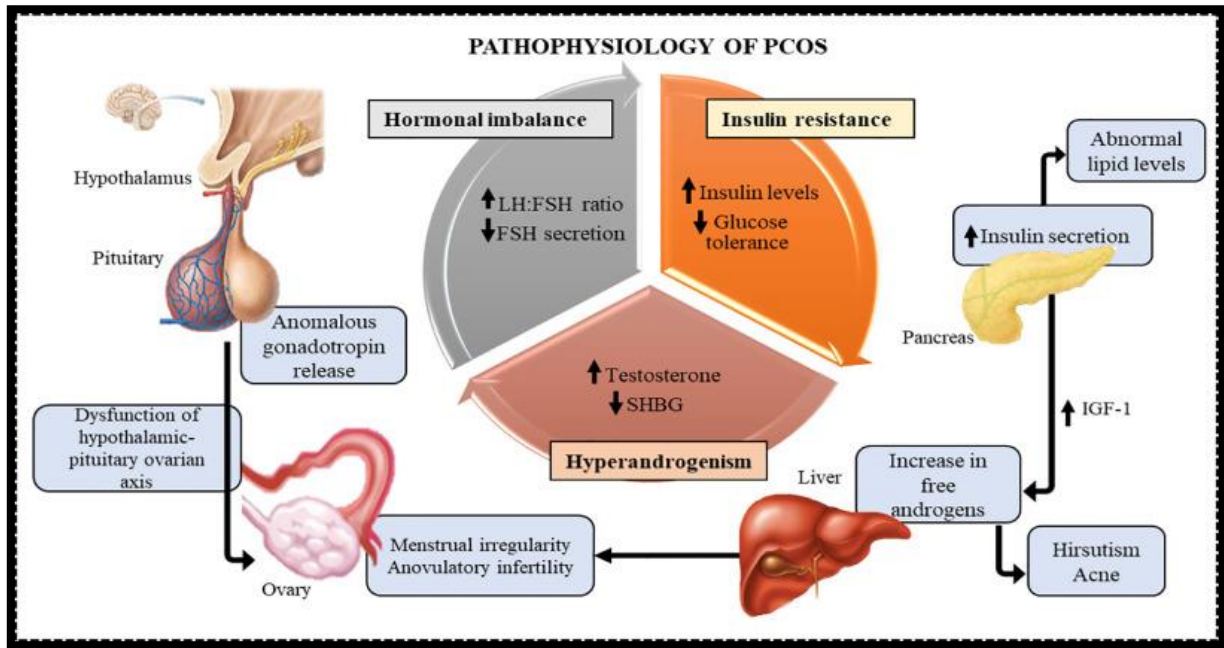 PATHOPHYSIOLOGY OF PCOS
Hormonal imbalance
↑ LH:FSH ratio
↓ FSH secretion
Insulin resistance
↑ Insulin levels
↓ Glucose
tolerance
↑ Testosterone
↓ SHBG
Hyperandrogenism
Hypothalamus
Pituitary
Anomalous
gonadotropin
release
Dysfunction of
hypothalamic-
pituitary ovarian
axis
Ovary
Menstrual irregularity
Anovulatory infertility
Abnormal
lipid levels
↑ Insulin secretion
Pancreas
↑ IGF-1
Liver
Increase in
free
androgens
Hirsutism
Acne